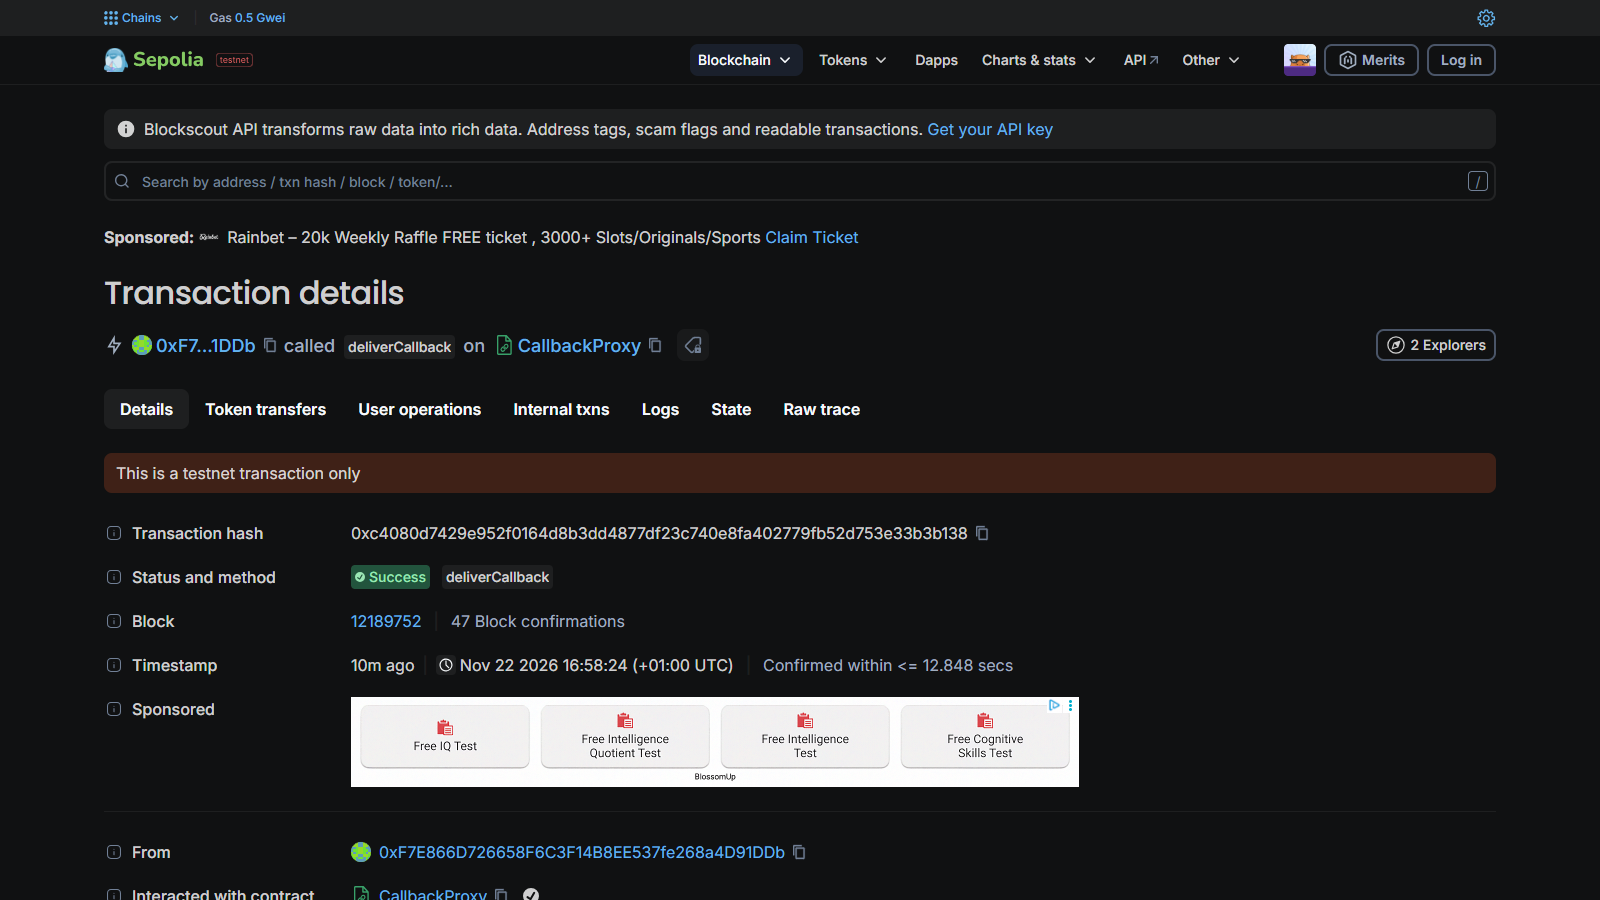 Chains
Gas 0.5 Gwei
Sepolia testnet
Blockchain
Tokens
Dapps
Charts & stats
API
Other
Merits
Log in
Blockscout API transforms raw data into rich data. Address tags, scam flags and readable transactions. Get your API key
Search by address / txn hash / block / token/... /
Sponsored: Rainbet – 20k Weekly Raffle FREE ticket , 3000+ Slots/Originals/Sports Claim Ticket
Transaction details
0xF7...1DDb called deliverCallback on CallbackProxy
2 Explorers
Details Token transfers User operations Internal txns Logs State Raw trace
This is a testnet transaction only
Transaction hash 0xc4080d7429e952f0164d8b3dd4877df23c740e8fa402779fb52d753e33b3b138
Status and method Success deliverCallback
Block 12189752 47 Block confirmations
Timestamp 10m ago Nov 22 2026 16:58:24 (+01:00 UTC) Confirmed within <= 12.848 secs
Sponsored
Free IQ Test
Free Intelligence
Quotient Test
Free Intelligence
Test
Free Cognitive
Skills Test
BlossomUp
From 0xF7E866D726658F6C3F14B8EE537fe268a4D91DDb
Interacted with contract CallbackProxy